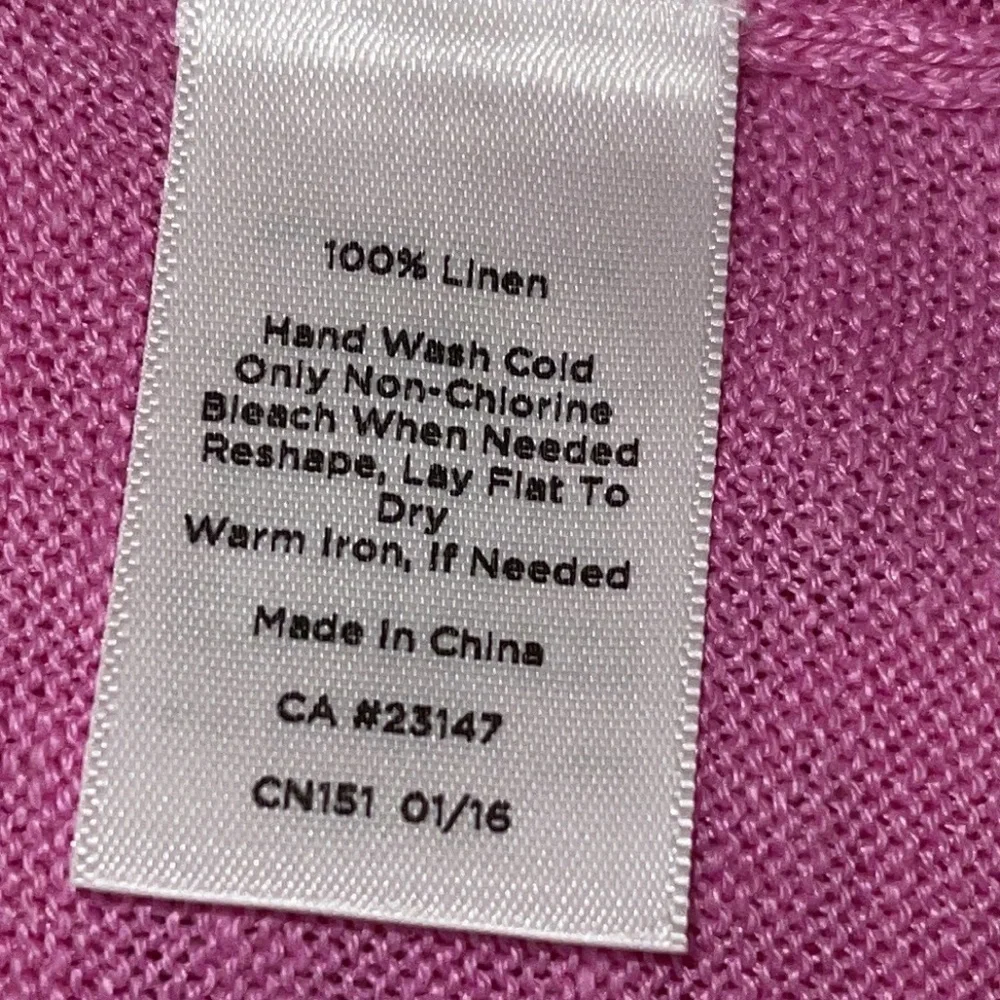 100% Linen
Hand Wash Cold
Only Non-Chlorine
Bleach When Needed
Reshape, Lay Flat To
Dry
Warm Iron, If Needed
Made In China
CA #23147
CN151 01/16